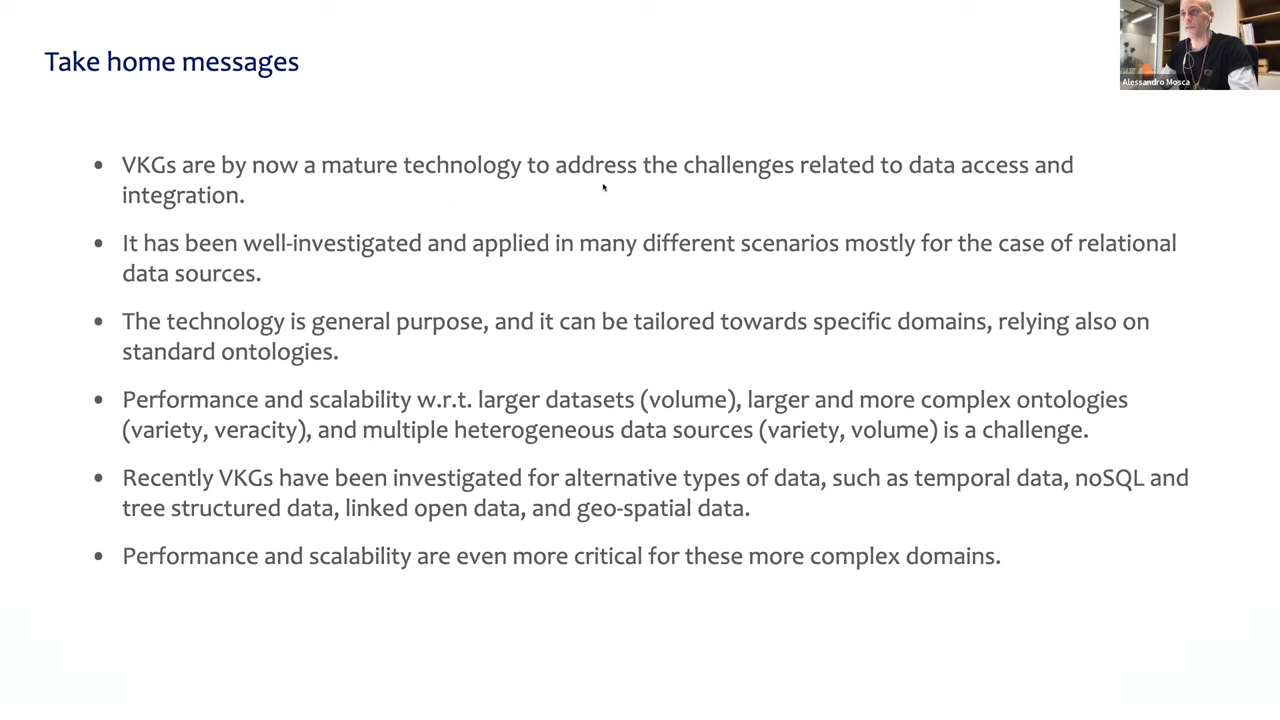 Take home messages
Alessandro Mosca
• VKGs are by now a mature technology to address the challenges related to data access and
integration.
• It has been well-investigated and applied in many different scenarios mostly for the case of relational
data sources.
• The technology is general purpose, and it can be tailored towards specific domains, relying also on
standard ontologies.
• Performance and scalability w.r.t. larger datasets (volume), larger and more complex ontologies
(variety, veracity), and multiple heterogeneous data sources (variety, volume) is a challenge.
• Recently VKGs have been investigated for alternative types of data, such as temporal data, noSQL and
tree structured data, linked open data, and geo-spatial data.
• Performance and scalability are even more critical for these more complex domains.